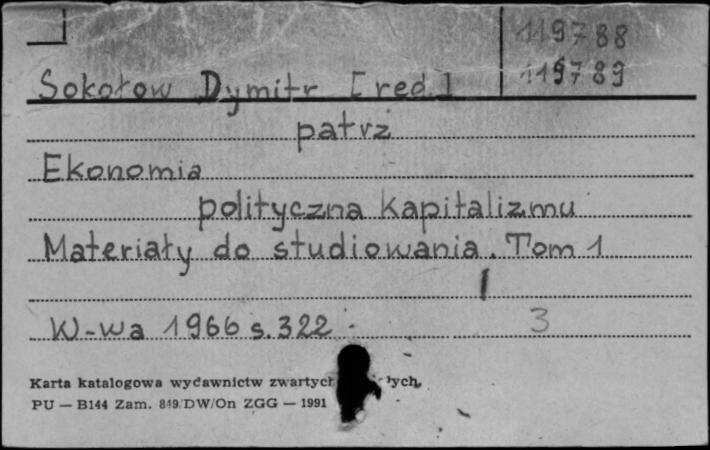 119788
Sokołow Dymitr [red.]
119789
patrz
Ekonomia
polityczna kapitalizmu
Materiały do studiowania. Tom 1
W-wa 1966 s. 322
3
Karta katalogowa wydawnictw zwartych
PU — B144 Zam. 849/DW/On ZGG — 1991